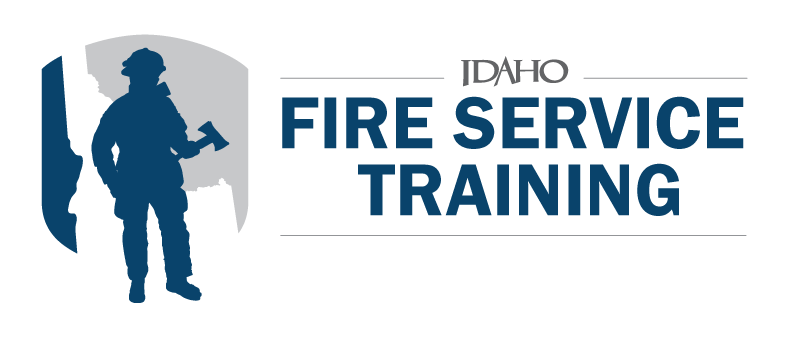 IDAHO
FIRE SERVICE
TRAINING